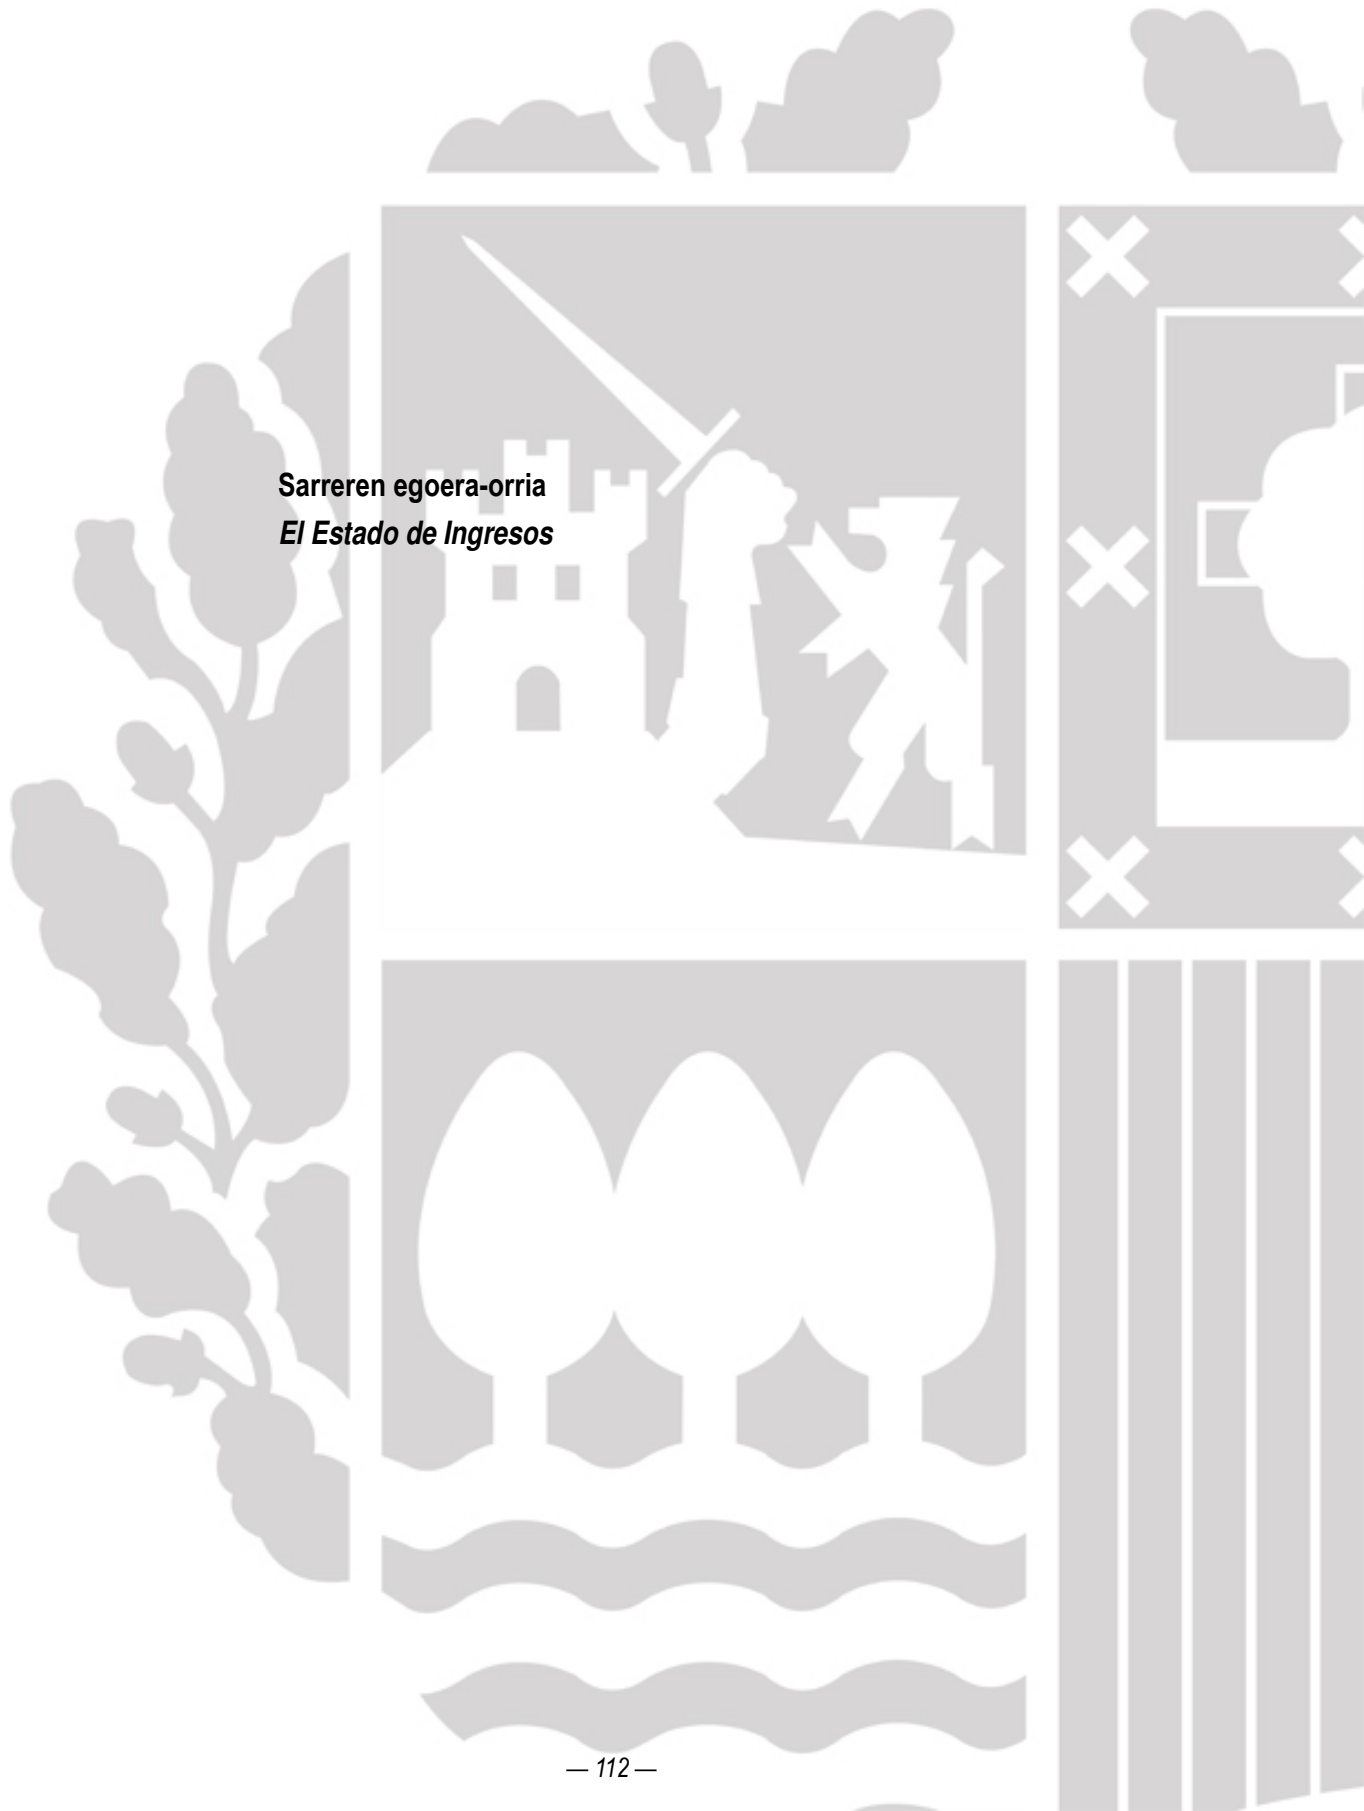 Sarreren egoera-orria
El Estado de Ingresos
— 112 —